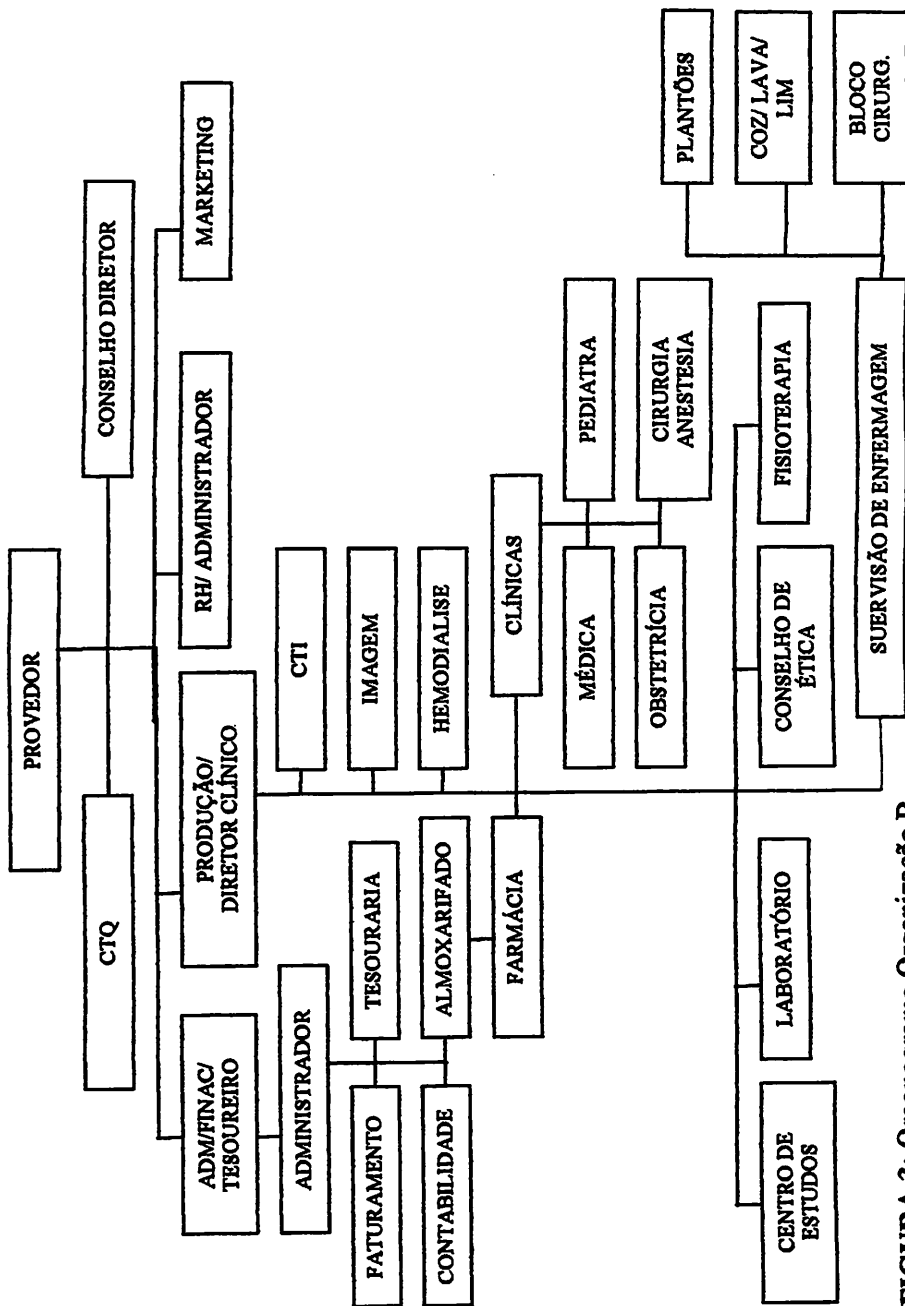 PROVEDOR
CTQ
CONSELHO DIRETOR
ADM/FINAC/
TESOUREIRO
PRODUÇÃO/
DIRETOR CLÍNICO
RH/ ADMINISTRADOR
MARKETING
ADMINISTRADOR
CTI
FATURAMENTO
TESOURARIA
IMAGEM
CONTABILIDADE
ALMOXARIFADO
HEMODIALISE
FARMÁCIA
CLÍNICAS
MÉDICA
PEDIATRA
OBSTETRÍCIA
CIRURGIA
ANESTESIA
CENTRO DE
ESTUDOS
LABORATÓRIO
CONSELHO DE
ÉTICA
FISIOTERAPIA
SUERVISÃO DE ENFERMAGEM
PLANTÕES
COZ/ LAVA/
LIM
BLOCO
CIRURG.